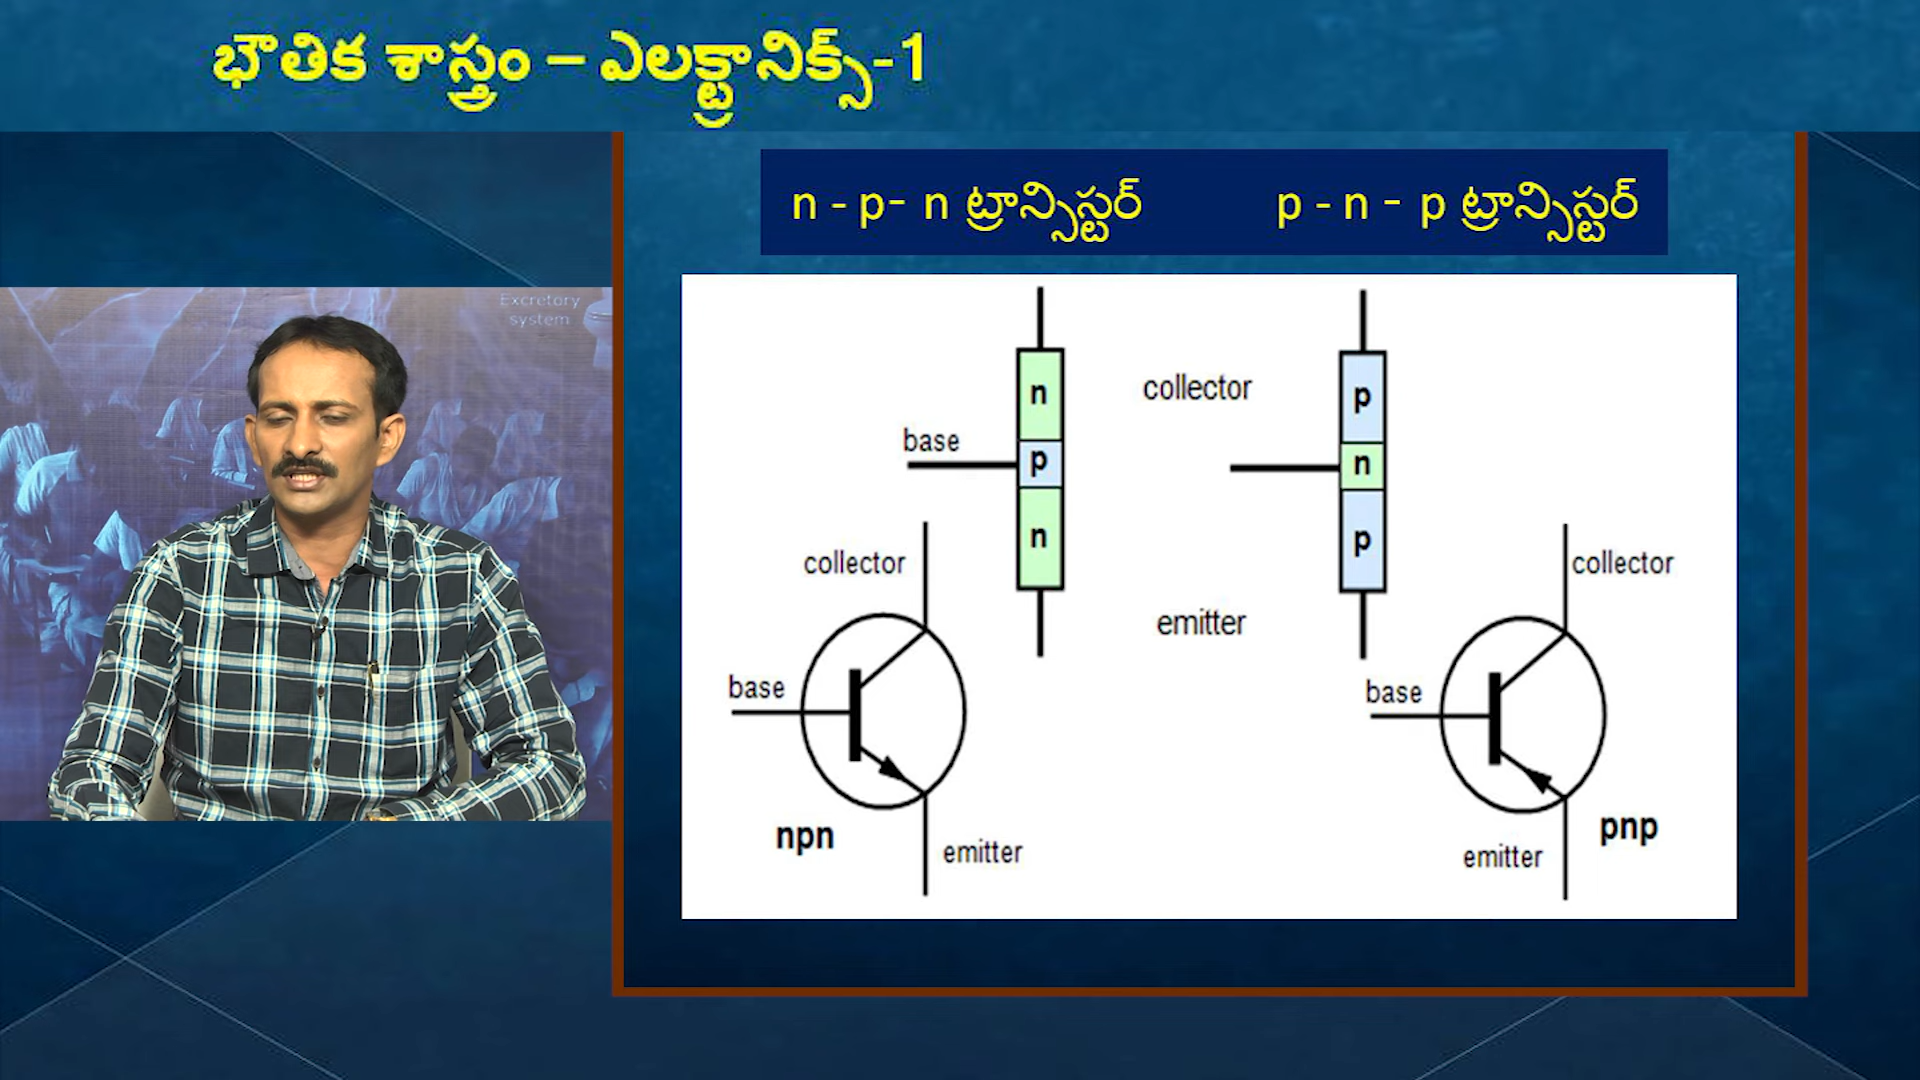 భౌతిక శాస్త్రం – ఎలక్ట్రానిక్స్-1
n - p- n ట్రాన్సిస్టర్ p - n - p ట్రాన్సిస్టర్
Excretory
system
n
collector
p
base
p
n
n
p
collector
collector
emitter
base
base
npn
pnp
emitter
emitter